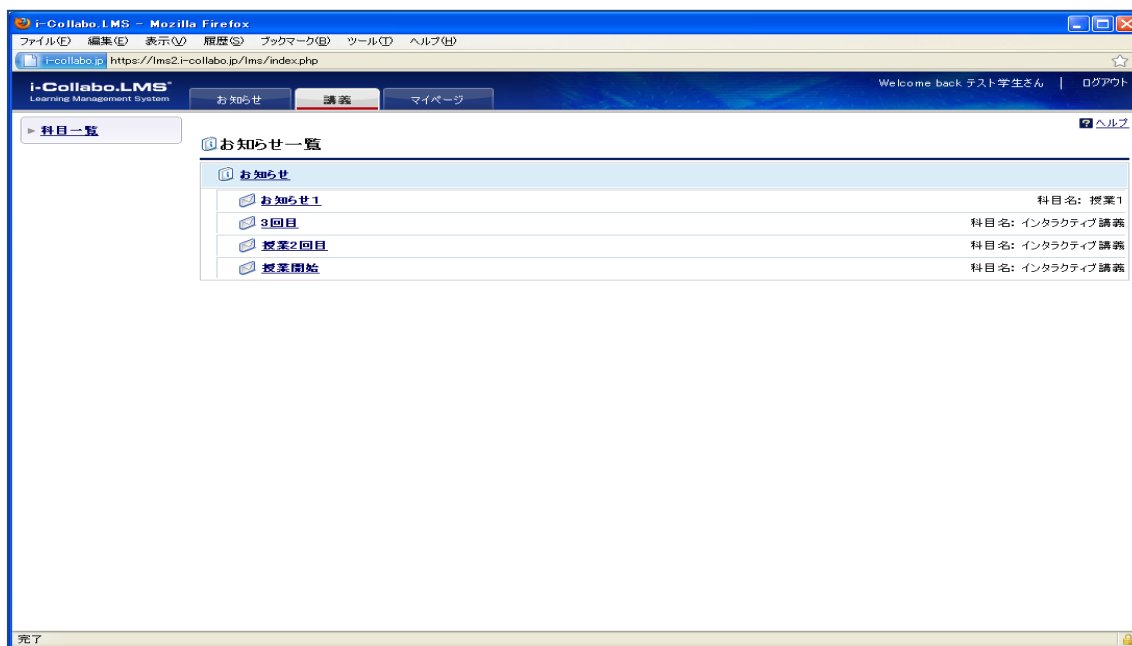 i-Collabo.LMS - Mozilla Firefox
ファイル(F) 編集(E) 表示(V) 履歴(S) ブックマーク(B) ツール(T) ヘルプ(H)
i-collabo.jp https://lms2.i-collabo.jp/lms/index.php
i-Collabo.LMS
Learning Management System
お知らせ 講義 マイページ
Welcome back テスト学生さん | ログアウト
科目一覧
ヘルプ
お知らせ一覧
お知らせ
お知らせ1 科目名: 授業1
3回目 科目名: インタラクティブ講義
授業2回目 科目名: インタラクティブ講義
授業開始 科目名: インタラクティブ講義
完了